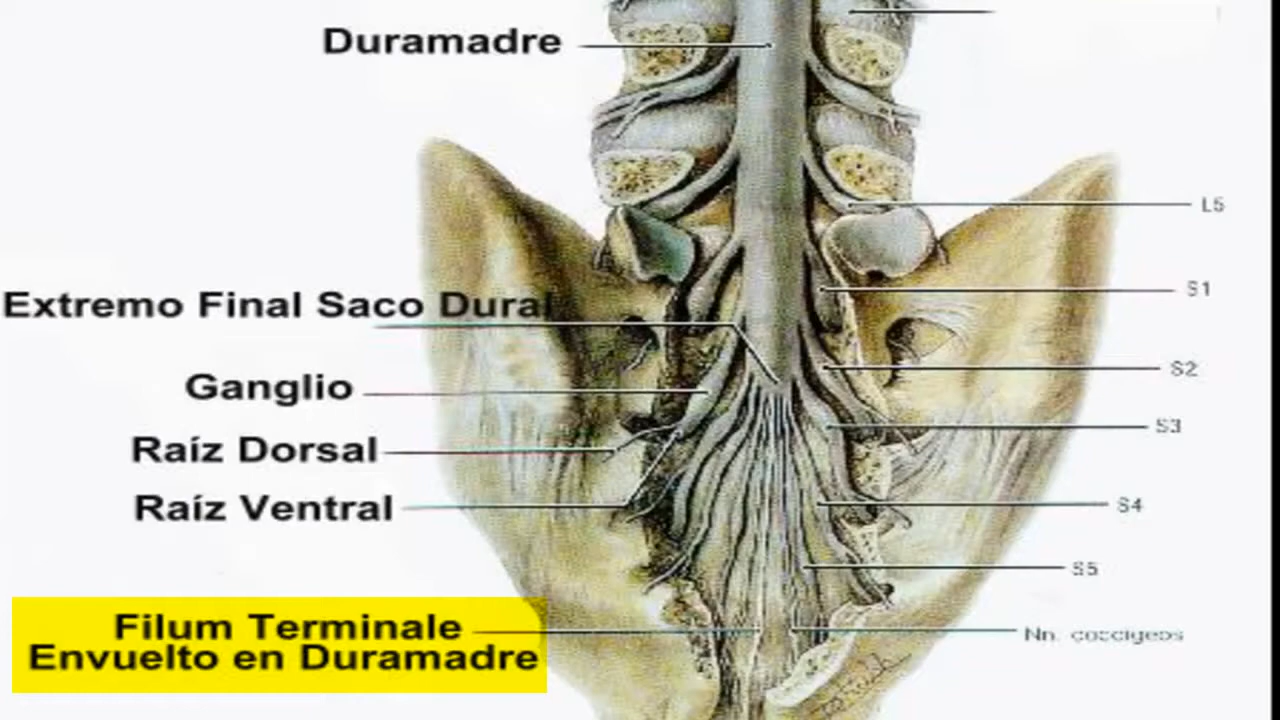 Duramadre
L5
S1
Extremo Final Saco Dural
S2
Ganglio
S3
Raíz Dorsal
Raíz Ventral
S4
S5
Filum Terminale
Envuelto en Duramadre
Nn. coccigeos